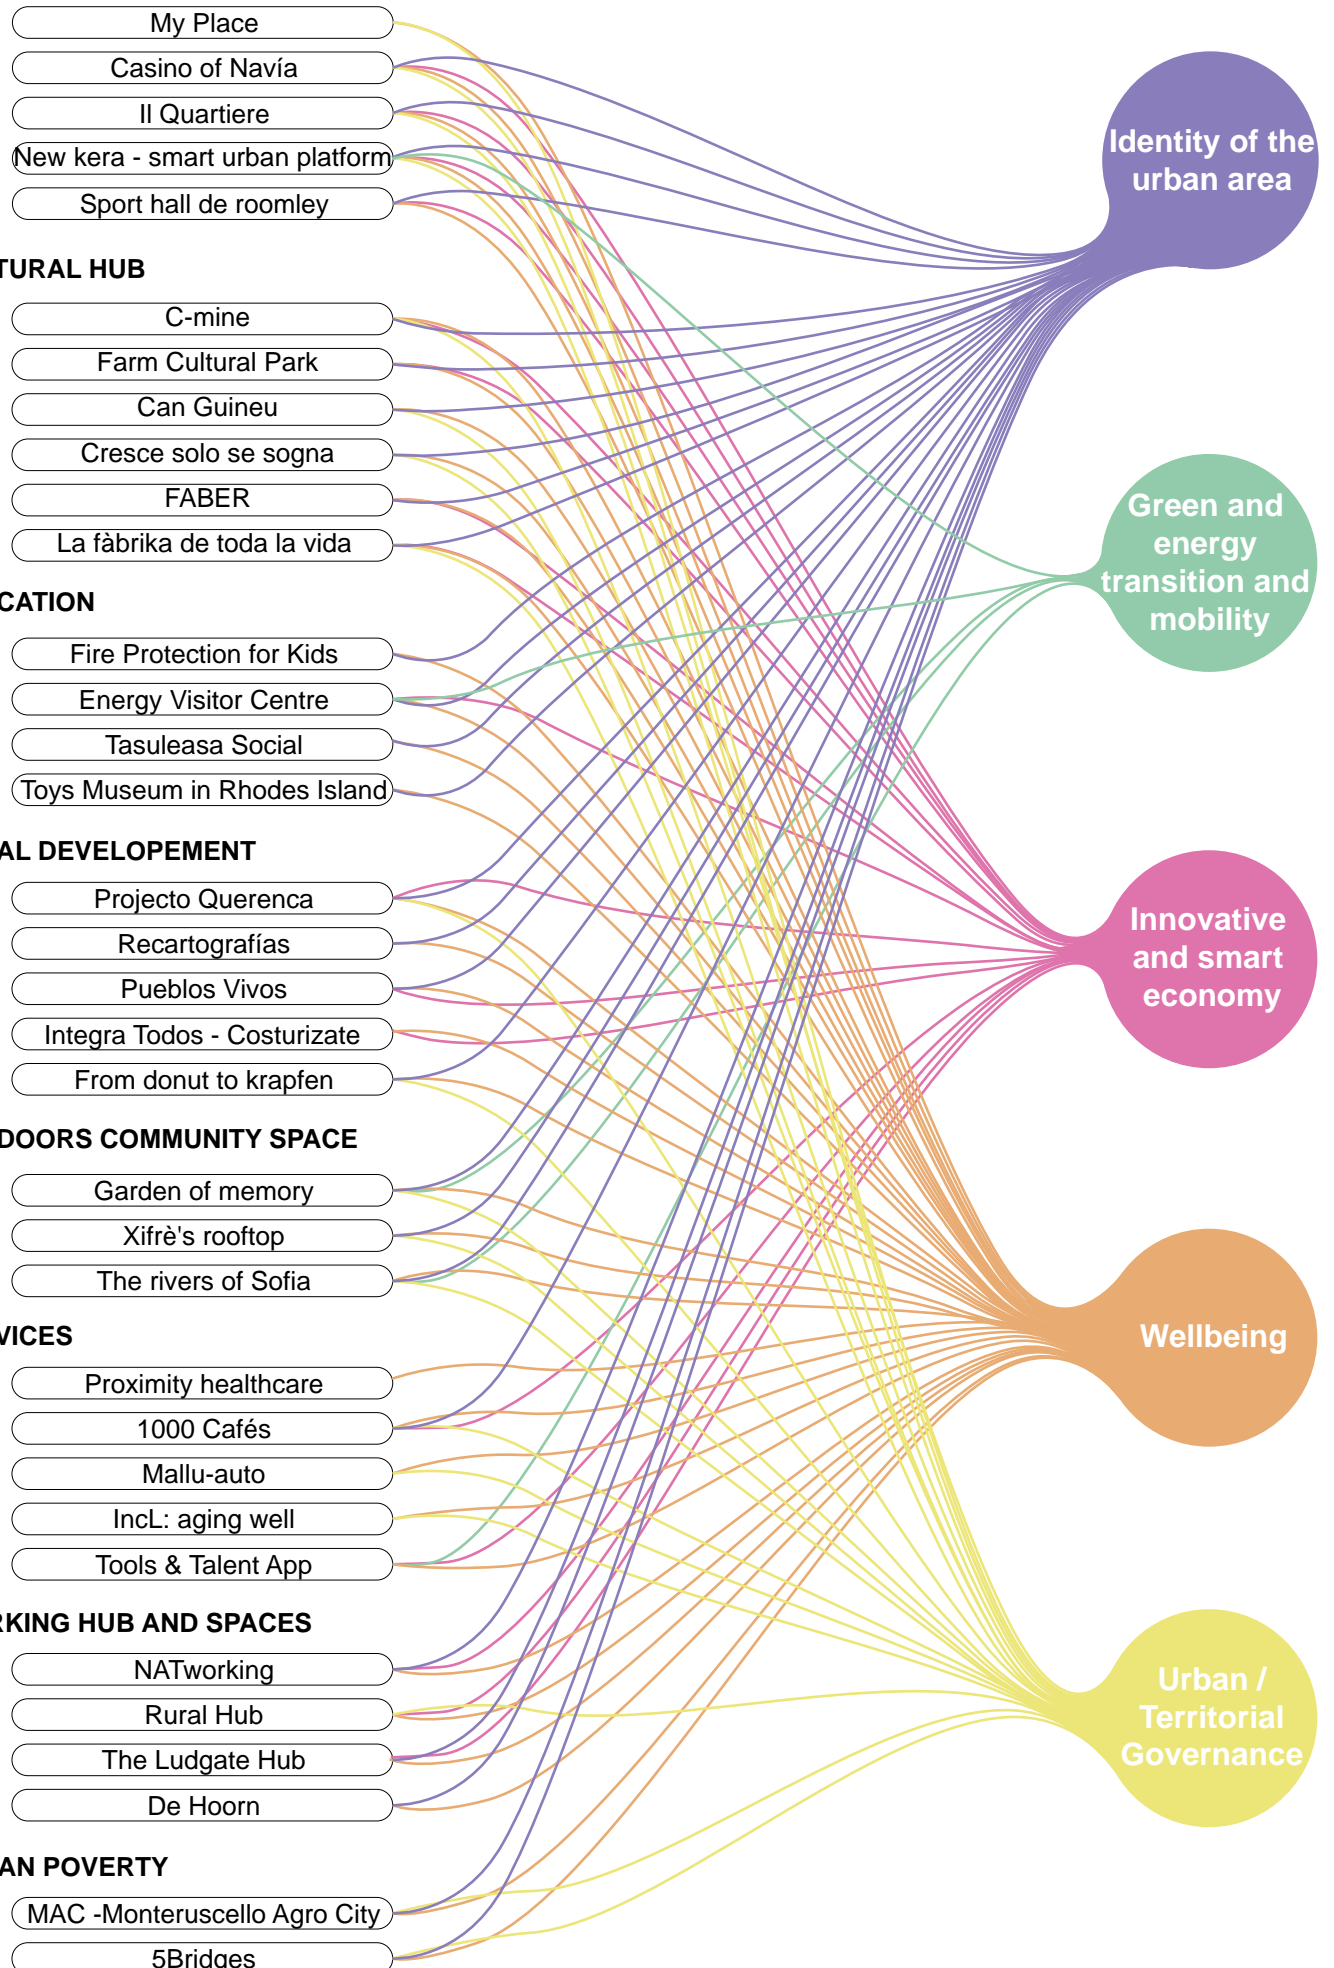 My Place
Casino of Navía
Il Quartiere
New kera - smart urban platform
Sport hall de roomley
TURAL HUB
C-mine
Farm Cultural Park
Can Guineu
Cresce solo se sogna
FABER
La fàbrika de toda la vida
CATION
Fire Protection for Kids
Energy Visitor Centre
Tasuleasa Social
Toys Museum in Rhodes Island
AL DEVELOPEMENT
Projecto Querenca
Recartografías
Pueblos Vivos
Integra Todos - Costurizate
From donut to krapfen
DOORS COMMUNITY SPACE
Garden of memory
Xifrè's rooftop
The rivers of Sofia
VICES
Proximity healthcare
1000 Cafés
Mallu-auto
IncL: aging well
Tools & Talent App
RKING HUB AND SPACES
NATworking
Rural Hub
The Ludgate Hub
De Hoorn
AN POVERTY
MAC -Monteruscello Agro City
5Bridges
Identity of the
urban area
Green and
energy
transition and
mobility
Innovative
and smart
economy
Wellbeing
Urban /
Territorial
Governance